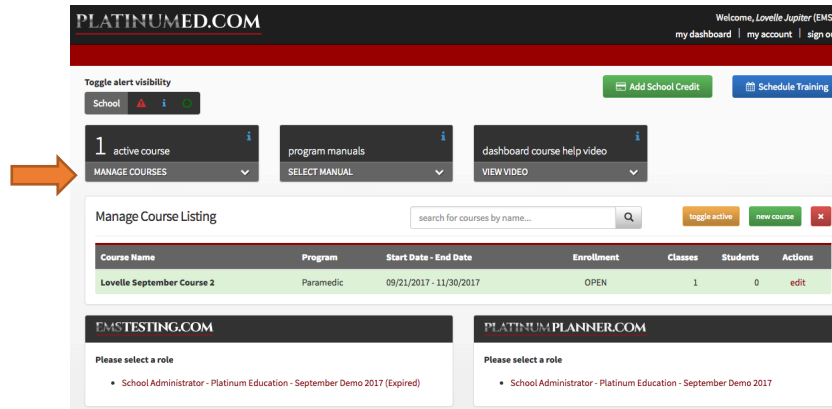 PLATINUMED.COM
Welcome, Lovelle Jupiter (EMS
my dashboard | my account | sign
Toggle alert visibility
School i
Add School Credit
Schedule Training
1 active course i
MANAGE COURSES
program manuals i
SELECT MANUAL
dashboard course help video i
VIEW VIDEO
Manage Course Listing
search for courses by name...
toggle active
new course
x
Course Name Program Start Date - End Date Enrollment Classes Students Actions
Lovelle September Course 2 Paramedic 09/21/2017 - 11/30/2017 OPEN 1 0 edit
EMSTESTING.COM
Please select a role
• School Administrator - Platinum Education - September Demo 2017 (Expired)
PLATINUMPLANNER.COM
Please select a role
• School Administrator - Platinum Education - September Demo 2017